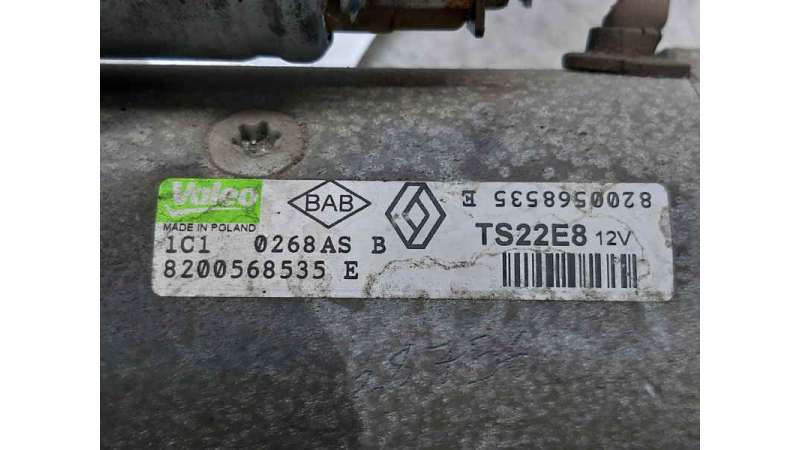 Valeo
MADE IN POLAND
BAB
8200568535 E
1C1 0268AS B
TS22E8 12V
8200568535 E